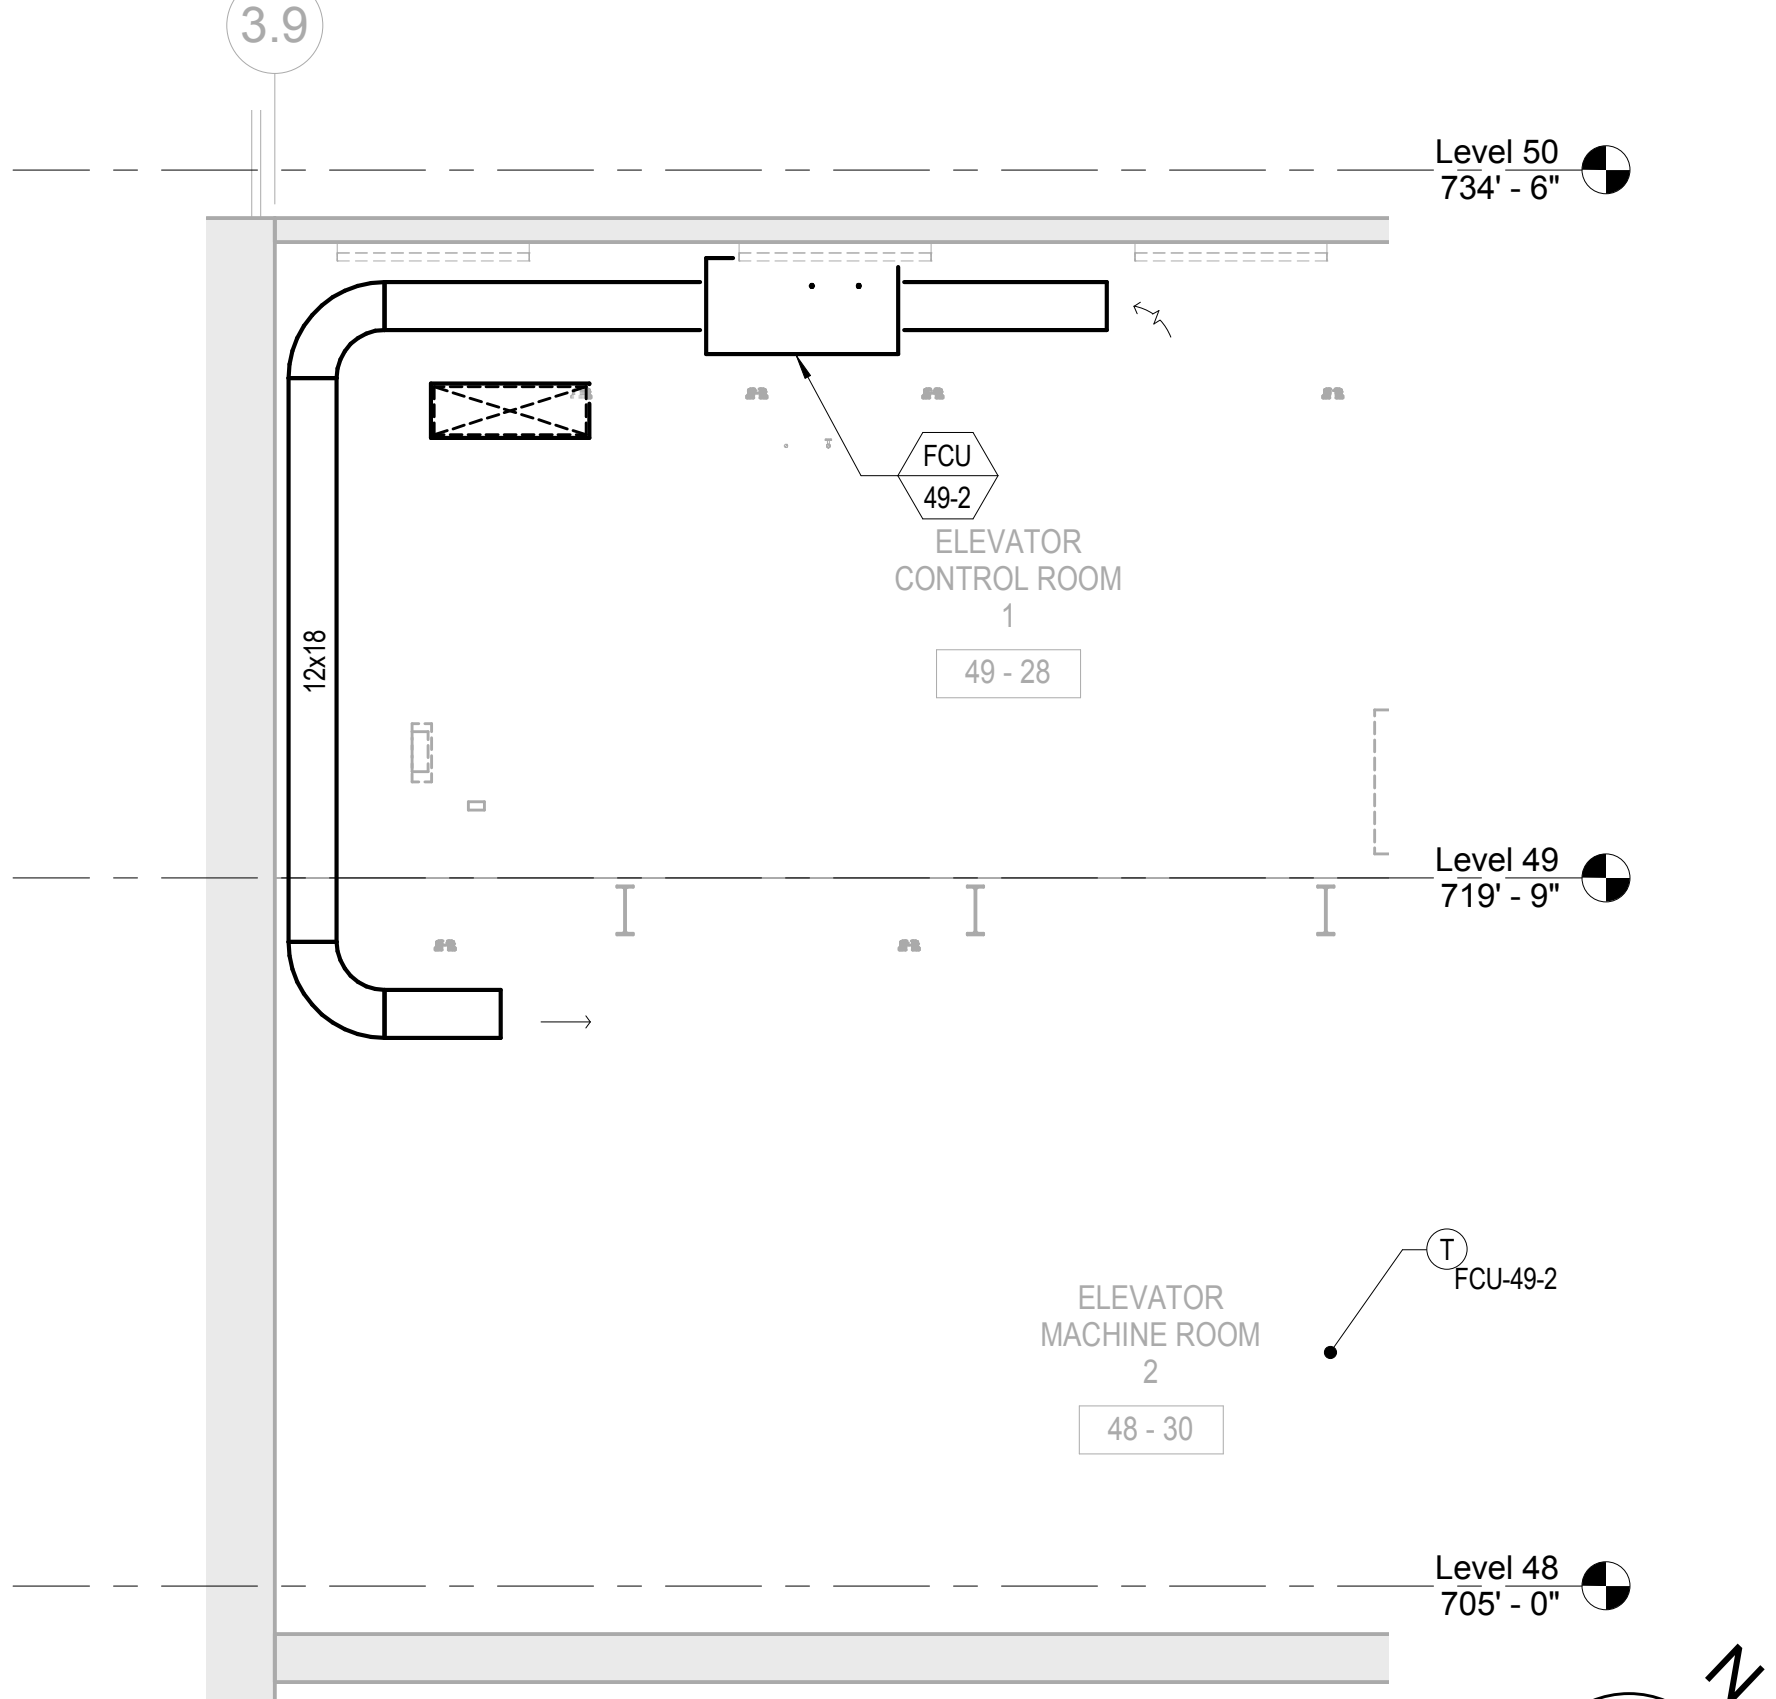 3.9
Level 50
734' - 6"
FCU
49-2
ELEVATOR
CONTROL ROOM
1
49 - 28
12x18
Level 49
719' - 9"
T
FCU-49-2
ELEVATOR
MACHINE ROOM
2
48 - 30
Level 48
705' - 0"
N